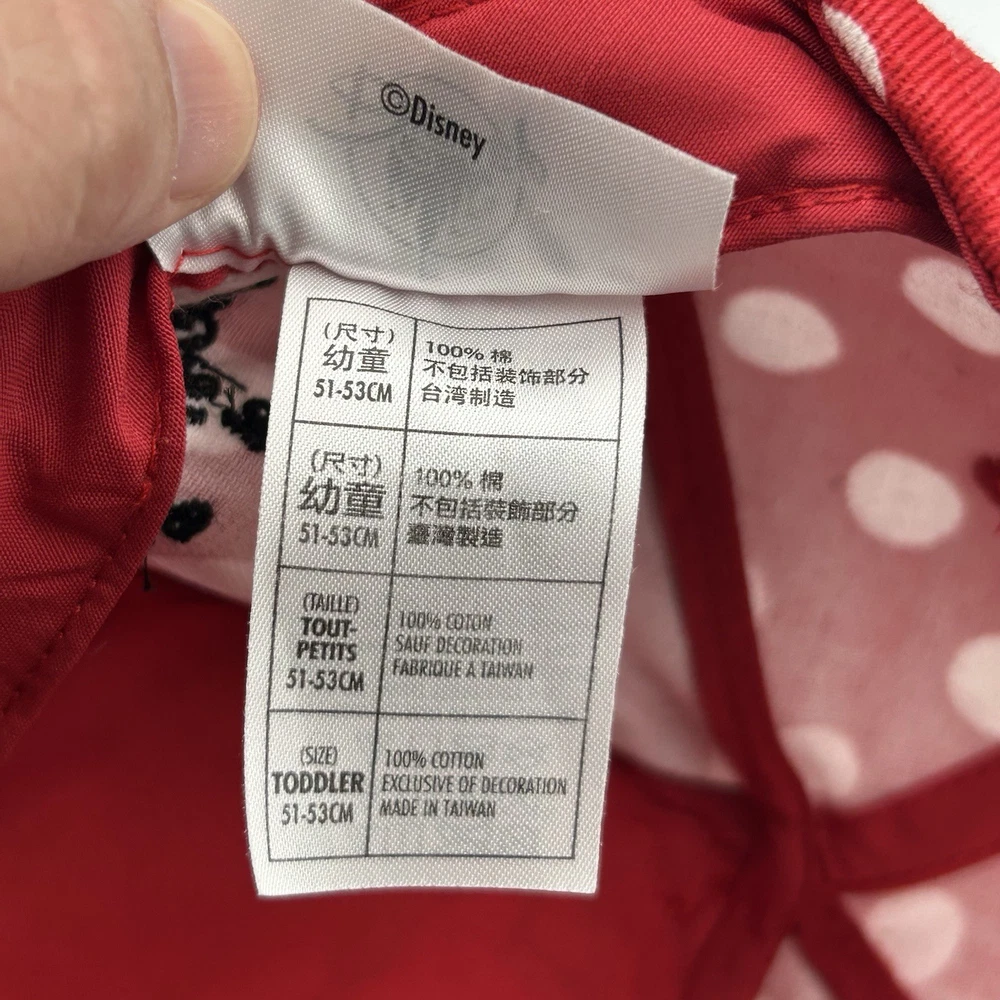 ©Disney
(尺寸)
幼童
51-53CM
100% 棉
不包括装饰部分
台湾制造
(尺寸)
幼童
51-53CM
100% 棉
不包括裝飾部分
臺灣製造
(TAILLE)
TOUT-
PETITS
51-53CM
100% COTON
SAUF DECORATION
FABRIQUE A TAIWAN
(SIZE)
TODDLER
51-53CM
100% COTTON
EXCLUSIVE OF DECORATION
MADE IN TAIWAN